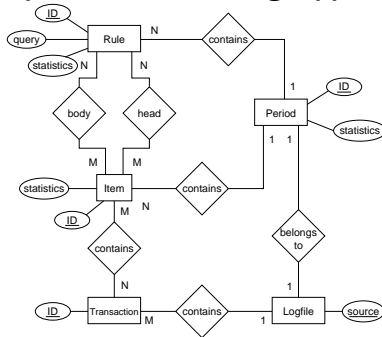 ID
query
Rule
statistics
N
contains
N
N
1
ID
body
head
Period
statistics
M
M
1
1
statistics
Item
contains
ID
M
N
contains
belongs
to
N
1
ID
Transaction
contains
Logfile
source
M
1